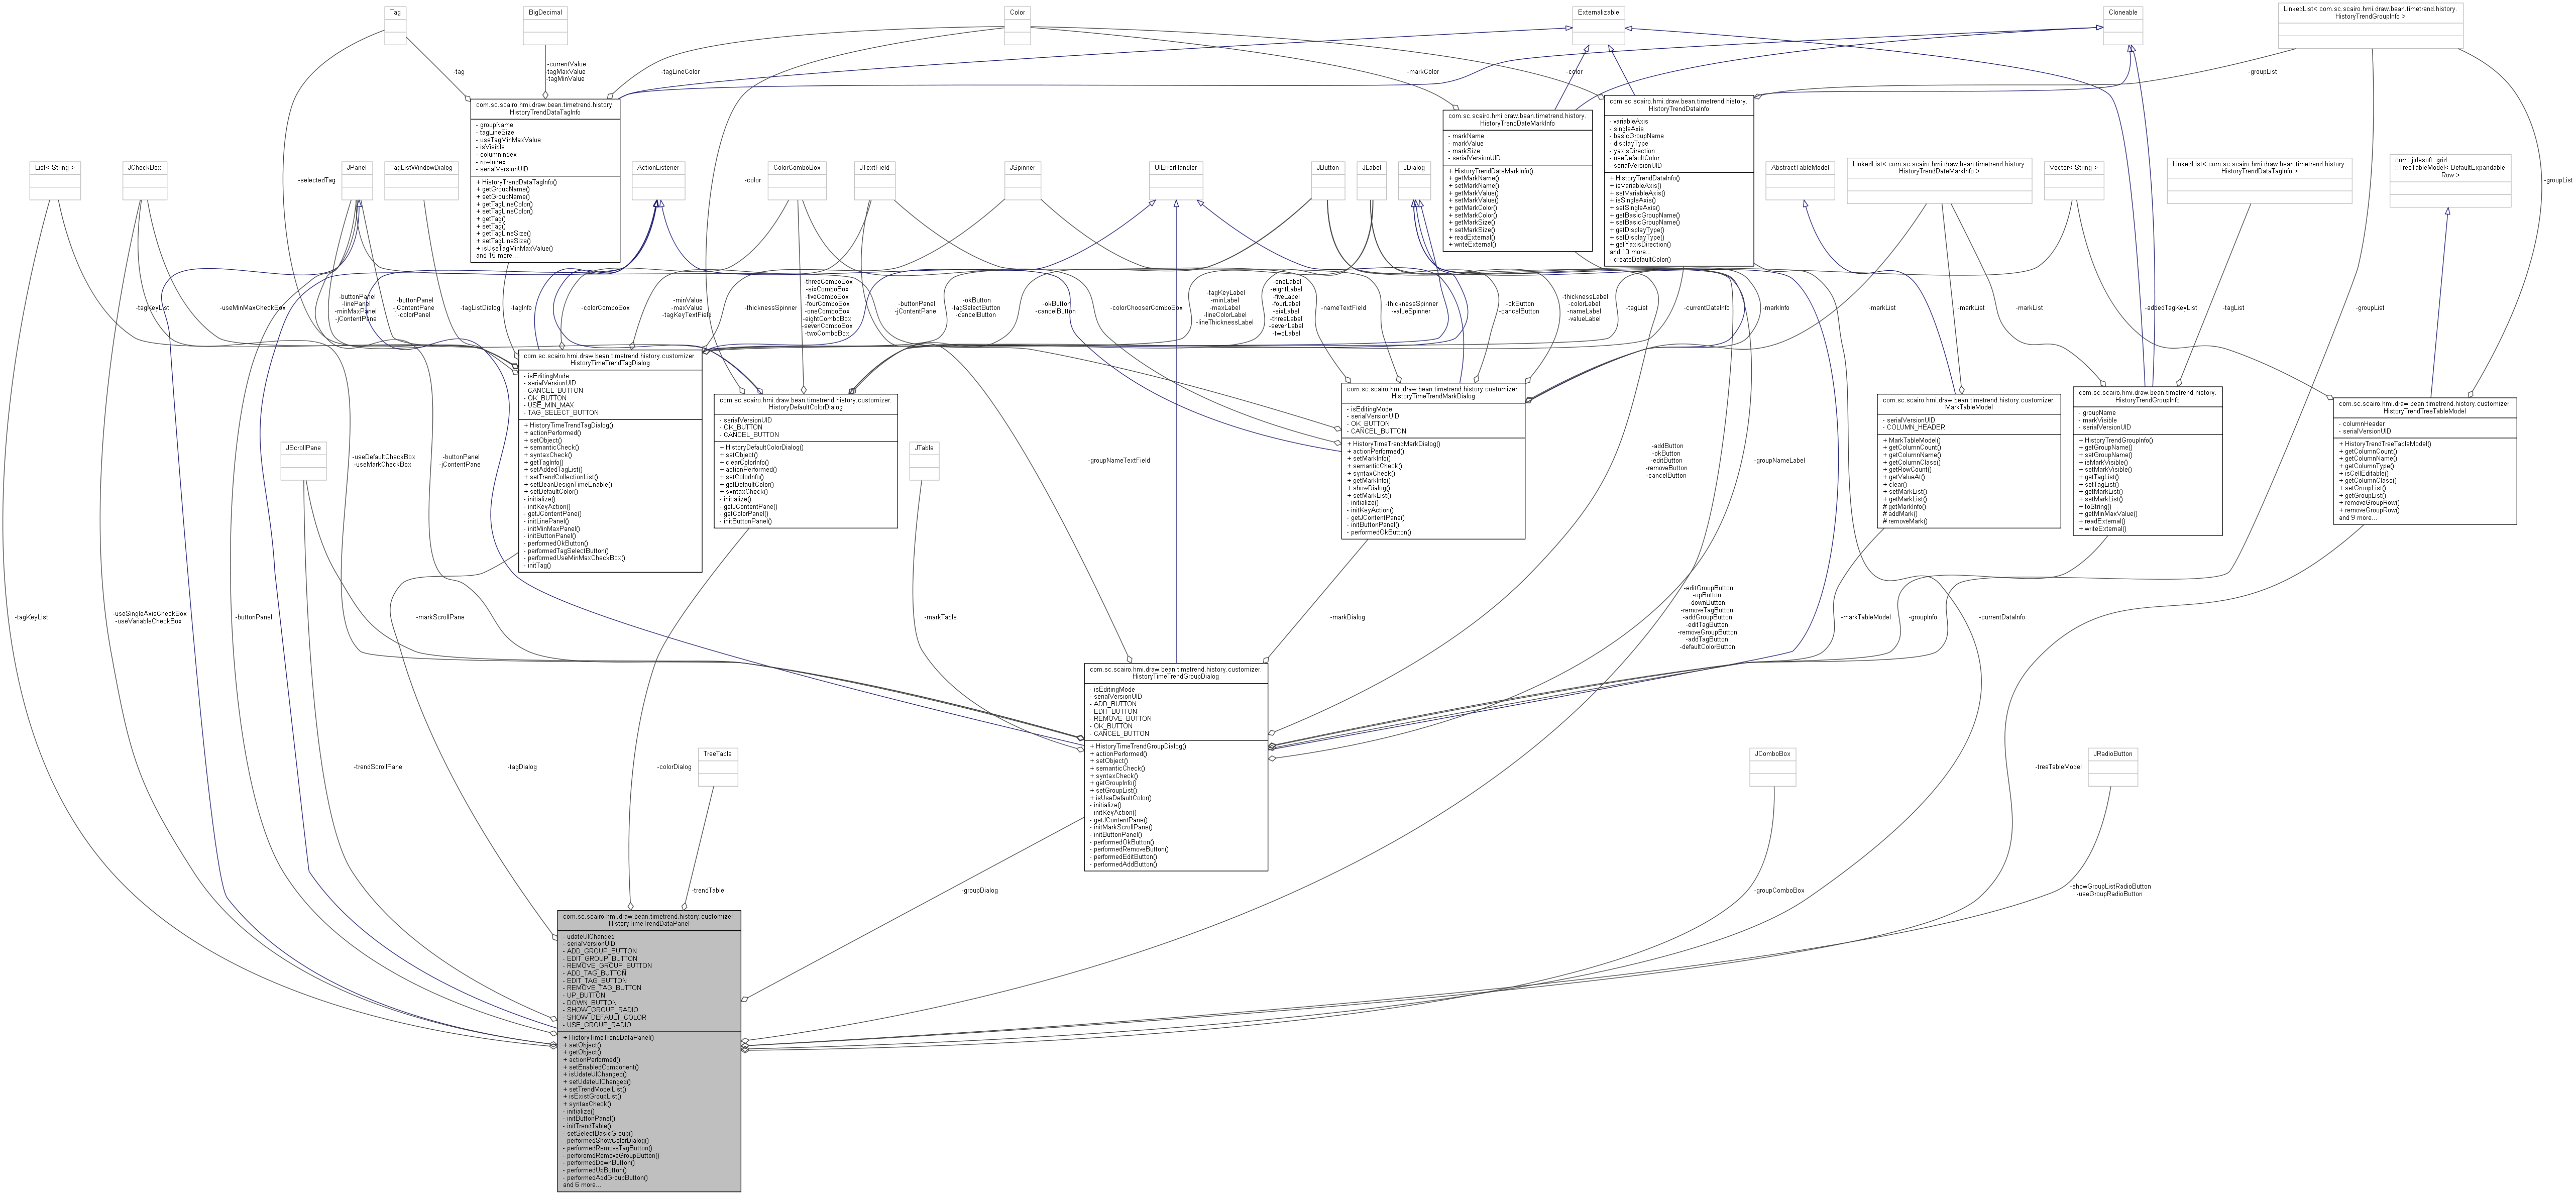 Tag
BigDecimal
Color
Externalizable
Cloneable
LinkedList< com.sc.scairo.hmi.draw.bean.timetrend.history.
HistoryTrendGroupInfo >
-currentValue
-tagMaxValue
-tagMinValue
-tag
-tagLineColor
-markColor
-color
-groupList
com.sc.scairo.hmi.draw.bean.timetrend.history.
HistoryTrendDataTagInfo
- groupName
- tagLineSize
- useTagMinMaxValue
- isVisible
- columnIndex
- rowIndex
- serialVersionUID
+ HistoryTrendDataTagInfo()
+ getGroupName()
+ setGroupName()
+ getTagLineColor()
+ setTagLineColor()
+ getTag()
+ setTag()
+ getTagLineSize()
+ setTagLineSize()
+ isUseTagMinMaxValue()
and 15 more...
com.sc.scairo.hmi.draw.bean.timetrend.history.
HistoryTrendDateMarkInfo
- markName
- markValue
- markSize
- serialVersionUID
+ HistoryTrendDateMarkInfo()
+ getMarkName()
+ setMarkName()
+ getMarkValue()
+ setMarkValue()
+ getMarkColor()
+ setMarkColor()
+ getMarkSize()
+ setMarkSize()
+ readExternal()
+ writeExternal()
com.sc.scairo.hmi.draw.bean.timetrend.history.
HistoryTrendDataInfo
- variableAxis
- singleAxis
- basicGroupName
- displayType
- yaxisDirection
- useDefaultColor
- serialVersionUID
+ HistoryTrendDataInfo()
+ isVariableAxis()
+ setVariableAxis()
+ isSingleAxis()
+ setSingleAxis()
+ getBasicGroupName()
+ setBasicGroupName()
+ getDisplayType()
+ setDisplayType()
+ getYaxisDirection()
and 10 more...
- createDefaultColor()
List< String >
JCheckBox
JPanel
TagListWindowDialog
ActionListener
ColorComboBox
JTextField
JSpinner
UIErrorHandler
JButton
JLabel
JDialog
AbstractTableModel
LinkedList< com.sc.scairo.hmi.draw.bean.timetrend.history.
HistoryTrendDateMarkInfo >
Vector< String >
LinkedList< com.sc.scairo.hmi.draw.bean.timetrend.history.
HistoryTrendDataTagInfo >
com::jidesoft::grid
::TreeTableModel< DefaultExpandable
Row >
-selectedTag
-color
-groupList
-tagKeyList
-useMinMaxCheckBox
-buttonPanel
-linePanel
-minMaxPanel
-jContentPane
-buttonPanel
-jContentPane
-colorPanel
-tagListDialog
-tagInfo
-colorComboBox
-minValue
-maxValue
-tagKeyTextField
-thicknessSpinner
-threeComboBox
-sixComboBox
-fiveComboBox
-fourComboBox
-oneComboBox
-eightComboBox
-sevenComboBox
-twoComboBox
-buttonPanel
-jContentPane
-okButton
-tagSelectButton
-cancelButton
-okButton
-cancelButton
-colorChooserComboBox
-tagKeyLabel
-minLabel
-maxLabel
-lineColorLabel
-lineThicknessLabel
-oneLabel
-eightLabel
-fiveLabel
-fourLabel
-sixLabel
-threeLabel
-sevenLabel
-twoLabel
-nameTextField
-thicknessSpinner
-valueSpinner
-okButton
-cancelButton
-thicknessLabel
-colorLabel
-nameLabel
-valueLabel
-tagList
-currentDataInfo
-markInfo
-markList
-markList
-markList
-addedTagKeyList
-tagList
-groupList
com.sc.scairo.hmi.draw.bean.timetrend.history.customizer.
HistoryTimeTrendTagDialog
- isEditingMode
- serialVersionUID
- CANCEL_BUTTON
- OK_BUTTON
- USE_MIN_MAX
- TAG_SELECT_BUTTON
+ HistoryTimeTrendTagDialog()
+ actionPerformed()
+ setObject()
+ semanticCheck()
+ syntaxCheck()
+ getTagInfo()
+ setAddedTagList()
+ setTrendCollectionList()
+ setBeanDesignTimeEnable()
+ setDefaultColor()
- initialize()
- initKeyAction()
- getJContentPane()
- initLinePanel()
- initMinMaxPanel()
- initButtonPanel()
- performedOkButton()
- performedTagSelectButton()
- performedUseMinMaxCheckBox()
- initTag()
com.sc.scairo.hmi.draw.bean.timetrend.history.customizer.
HistoryDefaultColorDialog
- serialVersionUID
- OK_BUTTON
- CANCEL_BUTTON
+ HistoryDefaultColorDialog()
+ setObject()
+ clearColorInfo()
+ actionPerformed()
+ setColorInfo()
+ getDefaultColor()
+ syntaxCheck()
- initialize()
- getJContentPane()
- getColorPanel()
- initButtonPanel()
com.sc.scairo.hmi.draw.bean.timetrend.history.customizer.
HistoryTimeTrendMarkDialog
- isEditingMode
- serialVersionUID
- OK_BUTTON
- CANCEL_BUTTON
+ HistoryTimeTrendMarkDialog()
+ actionPerformed()
+ setMarkInfo()
+ semanticCheck()
+ syntaxCheck()
+ getMarkInfo()
+ showDialog()
+ setMarkList()
- initialize()
- initKeyAction()
- getJContentPane()
- initButtonPanel()
- performedOkButton()
com.sc.scairo.hmi.draw.bean.timetrend.history.customizer.
MarkTableModel
- serialVersionUID
- COLUMN_HEADER
+ MarkTableModel()
+ getColumnCount()
+ getColumnName()
+ getColumnClass()
+ getRowCount()
+ getValueAt()
+ clear()
+ setMarkList()
+ getMarkList()
# getMarkInfo()
# addMark()
# removeMark()
com.sc.scairo.hmi.draw.bean.timetrend.history.
HistoryTrendGroupInfo
- groupName
- markVisible
- serialVersionUID
+ HistoryTrendGroupInfo()
+ getGroupName()
+ setGroupName()
+ isMarkVisible()
+ setMarkVisible()
+ getTagList()
+ setTagList()
+ getMarkList()
+ setMarkList()
+ toString()
+ getMinMaxValue()
+ readExternal()
+ writeExternal()
com.sc.scairo.hmi.draw.bean.timetrend.history.customizer.
HistoryTrendTreeTableModel
- columnHeader
- serialVersionUID
+ HistoryTrendTreeTableModel()
+ getColumnCount()
+ getColumnName()
+ getColumnType()
+ isCellEditable()
+ getColumnClass()
+ setGroupList()
+ getGroupList()
+ removeGroupRow()
+ removeGroupRow()
and 9 more...
JScrollPane
JTable
-useDefaultCheckBox
-useMarkCheckBox
-buttonPanel
-jContentPane
-groupNameTextField
-addButton
-okButton
-editButton
-removeButton
-cancelButton
-groupNameLabel
-tagKeyList
-useSingleAxisCheckBox
-useVariableCheckBox
-buttonPanel
-markScrollPane
-markTable
-markDialog
-editGroupButton
-upButton
-downButton
-removeTagButton
-addGroupButton
-editTagButton
-removeGroupButton
-addTagButton
-defaultColorButton
-markTableModel
-groupInfo
-currentDataInfo
com.sc.scairo.hmi.draw.bean.timetrend.history.customizer.
HistoryTimeTrendGroupDialog
- isEditingMode
- serialVersionUID
- ADD_BUTTON
- EDIT_BUTTON
- REMOVE_BUTTON
- OK_BUTTON
- CANCEL_BUTTON
+ HistoryTimeTrendGroupDialog()
+ actionPerformed()
+ setObject()
+ semanticCheck()
+ syntaxCheck()
+ getGroupInfo()
+ setGroupList()
+ isUseDefaultColor()
- initialize()
- initKeyAction()
- getJContentPane()
- initMarkScrollPane()
- initButtonPanel()
- performedOkButton()
- performedRemoveButton()
- performedEditButton()
- performedAddButton()
TreeTable
JComboBox
JRadioButton
-trendScrollPane
-tagDialog
-colorDialog
-treeTableModel
-trendTable
-groupDialog
-groupComboBox
-showGroupListRadioButton
-useGroupRadioButton
com.sc.scairo.hmi.draw.bean.timetrend.history.customizer.
HistoryTimeTrendDataPanel
- udateUIChanged
- serialVersionUID
- ADD_GROUP_BUTTON
- EDIT_GROUP_BUTTON
- REMOVE_GROUP_BUTTON
- ADD_TAG_BUTTON
- EDIT_TAG_BUTTON
- REMOVE_TAG_BUTTON
- UP_BUTTON
- DOWN_BUTTON
- SHOW_GROUP_RADIO
- SHOW_DEFAULT_COLOR
- USE_GROUP_RADIO
+ HistoryTimeTrendDataPanel()
+ setObject()
+ getObject()
+ actionPerformed()
+ setEnabledComponent()
+ isUdateUIChanged()
+ setUdateUIChanged()
+ setTrendModelList()
+ isExistGroupList()
+ syntaxCheck()
- initialize()
- initButtonPanel()
- initTrendTable()
- setSelectBasicGroup()
- performedShowColorDialog()
- performedRemoveTagButton()
- perforemdRemoveGroupButton()
- performedDownButton()
- performedUpButton()
- performedAddGroupButton()
and 6 more...